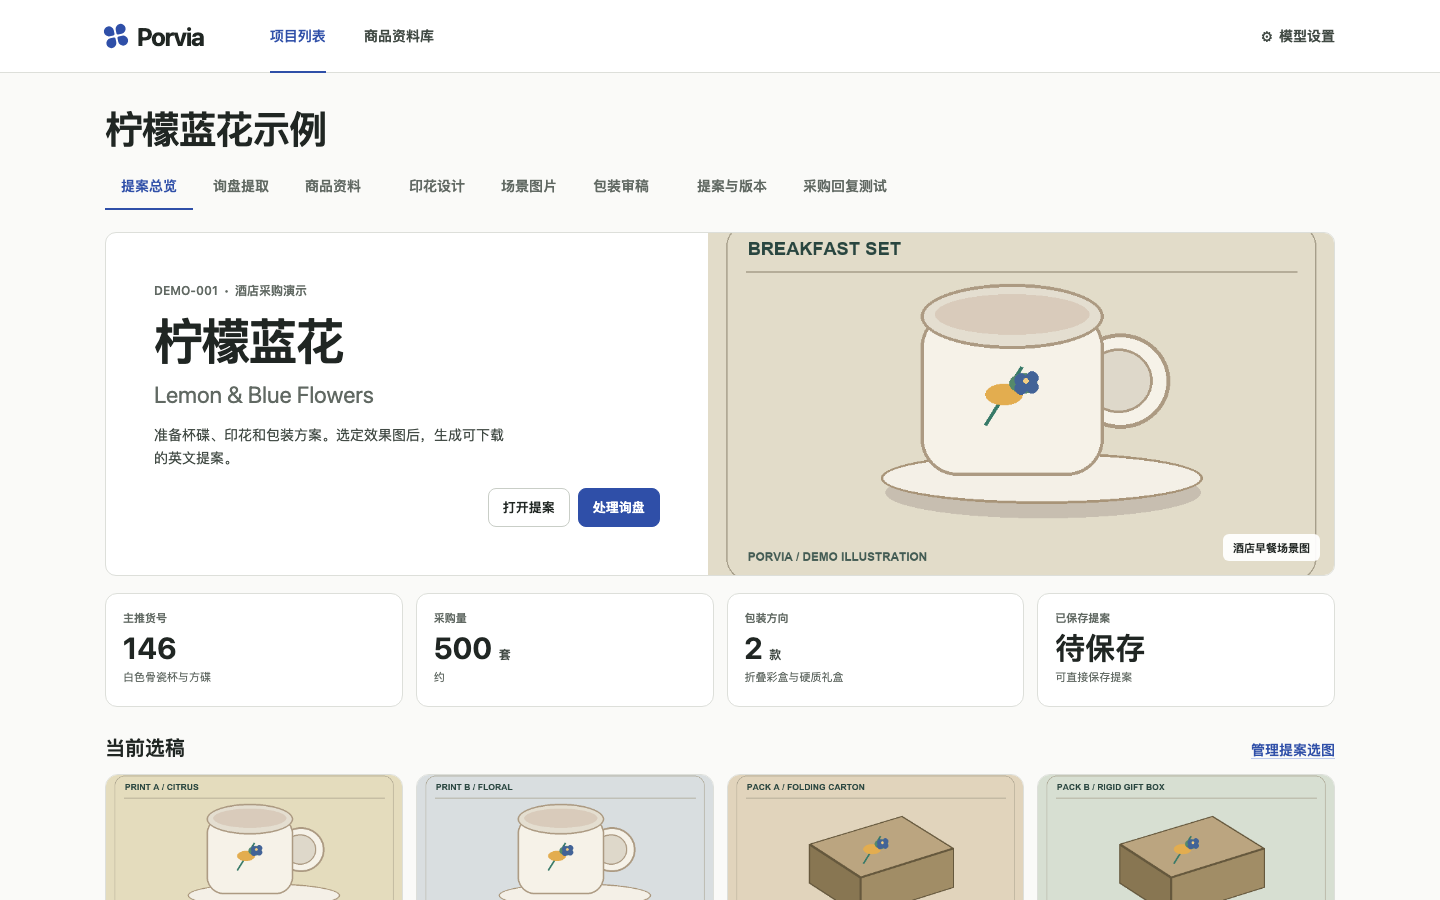 Porvia
项目列表
商品资料库
⚙ 模型设置
柠檬蓝花示例
提案总览
询盘提取
商品资料
印花设计
场景图片
包装审稿
提案与版本
采购回复测试
DEMO-001 · 酒店采购演示
柠檬蓝花
Lemon & Blue Flowers
准备杯碟、印花和包装方案。选定效果图后，生成可下载
的英文提案。
打开提案
处理询盘
BREAKFAST SET
PORVIA / DEMO ILLUSTRATION
酒店早餐场景图
主推货号
146
白色骨瓷杯与方碟
采购量
500 套
约
包装方向
2 款
折叠彩盒与硬质礼盒
已保存提案
待保存
可直接保存提案
当前选稿
管理提案选图
PRINT A / CITRUS
PRINT B / FLORAL
PACK A / FOLDING CARTON
PACK B / RIGID GIFT BOX